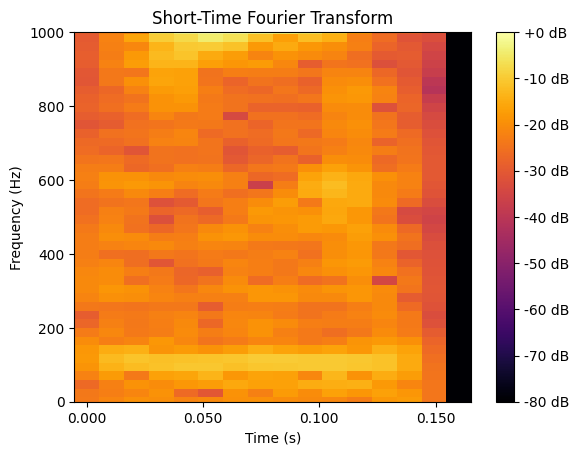 Short-Time Fourier Transform
Frequency (Hz)
1000
800
600
400
200
0
0.000
0.050
0.100
0.150
Time (s)
+0 dB
-10 dB
-20 dB
-30 dB
-40 dB
-50 dB
-60 dB
-70 dB
-80 dB